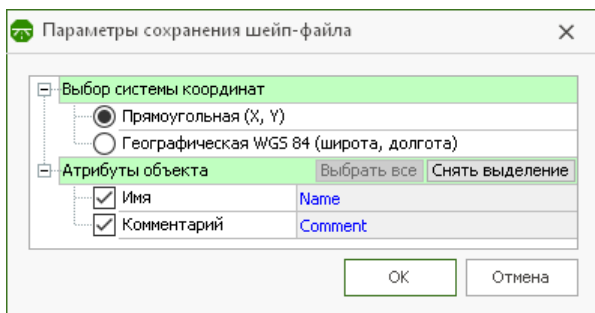 Параметры сохранения шейп-файла
Выбор системы координат
Прямоугольная (X, Y)
Географическая WGS 84 (широта, долгота)
Атрибуты объекта Выбрать все Снять выделение
Имя Name
Комментарий Comment
ОК Отмена